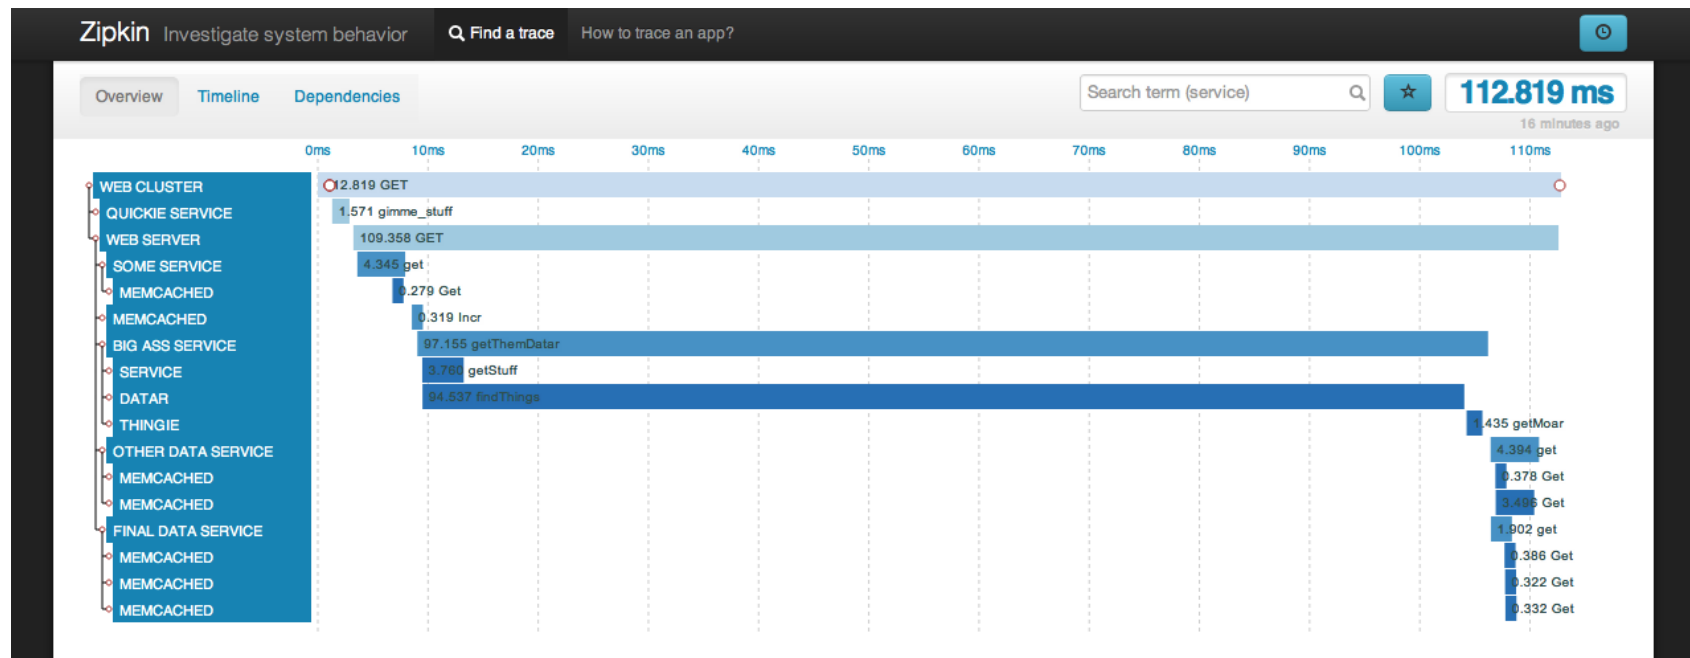 Zipkin Investigate system behavior Find a trace How to trace an app?
Overview Timeline Dependencies Search term (service) 112.819 ms
16 minutes ago
0ms 10ms 20ms 30ms 40ms 50ms 60ms 70ms 80ms 90ms 100ms 110ms
WEB CLUSTER 12.819 GET
QUICKIE SERVICE 1.571 gimme_stuff
WEB SERVER 109.358 GET
SOME SERVICE 4.345 get
MEMCACHED 0.279 Get
MEMCACHED 0.319 Incr
BIG ASS SERVICE 97.155 getThemDatar
SERVICE 3.760 getStuff
DATAR 94.537 findThings
THINGIE 1.435 getMoar
OTHER DATA SERVICE 4.394 get
MEMCACHED 0.378 Get
MEMCACHED 3.496 Get
FINAL DATA SERVICE 1.902 get
MEMCACHED 0.386 Get
MEMCACHED 0.322 Get
MEMCACHED 0.332 Get